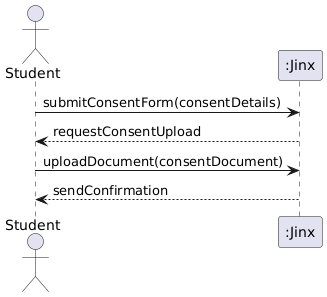 Student
:Jinx
submitConsentForm(consentDetails)
requestConsentUpload
uploadDocument(consentDocument)
sendConfirmation
Student
:Jinx